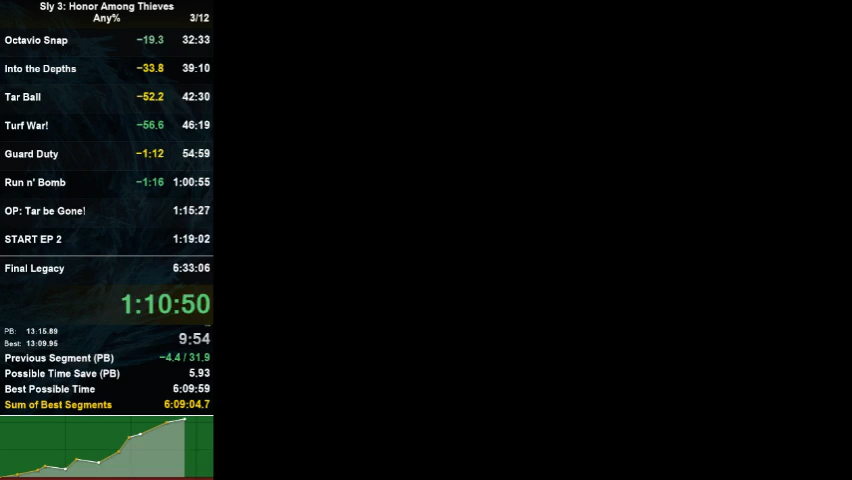 Sly 3: Honor Among Thieves
Any% 3/12
Octavio Snap −19.3 32:33
Into the Depths −33.8 39:10
Tar Ball −52.2 42:30
Turf War! −56.6 46:19
Guard Duty −1:12 54:59
Run n' Bomb −1:16 1:00:55
OP: Tar be Gone! 1:15:27
START EP 2 1:19:02
Final Legacy 6:33:06
1:10:50
PB: 13:15.89
Best: 13:09.95 9:54
Previous Segment (PB) −4.4 / 31.9
Possible Time Save (PB) 5.93
Best Possible Time 6:09:59
Sum of Best Segments 6:09:04.7